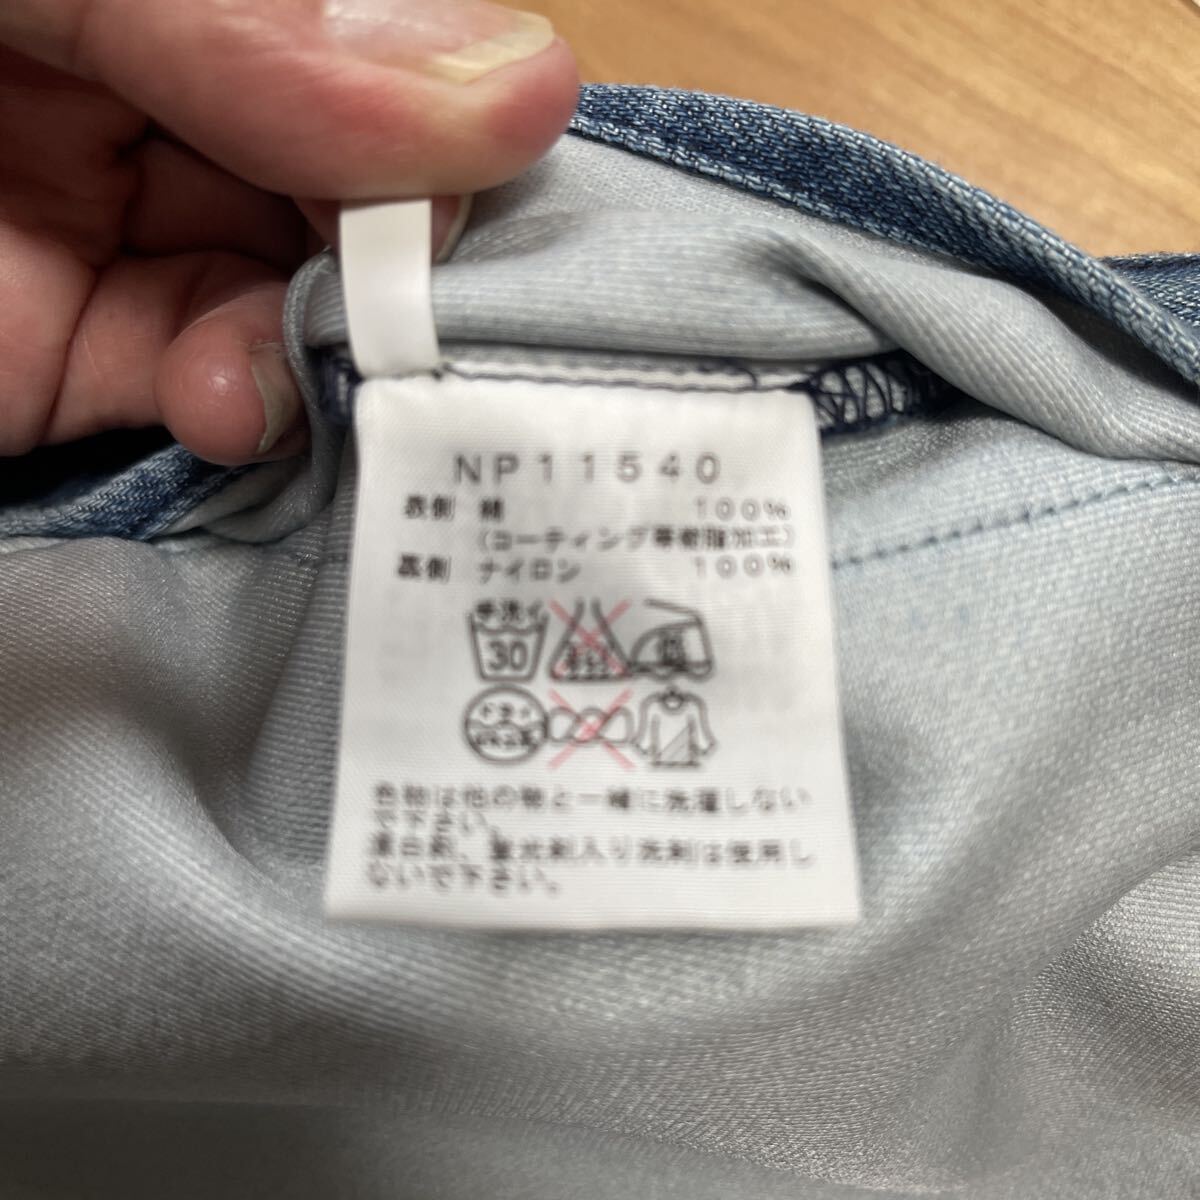 NP11540
表側 綿 100%
(コーティング等樹脂加工)
裏側 ナイロン 100%
手洗イ
30
ドライ
色物は他の物と一緒に洗濯しない
で下さい。
漂白剤、蛍光剤入り洗剤は使用し
ないで下さい。